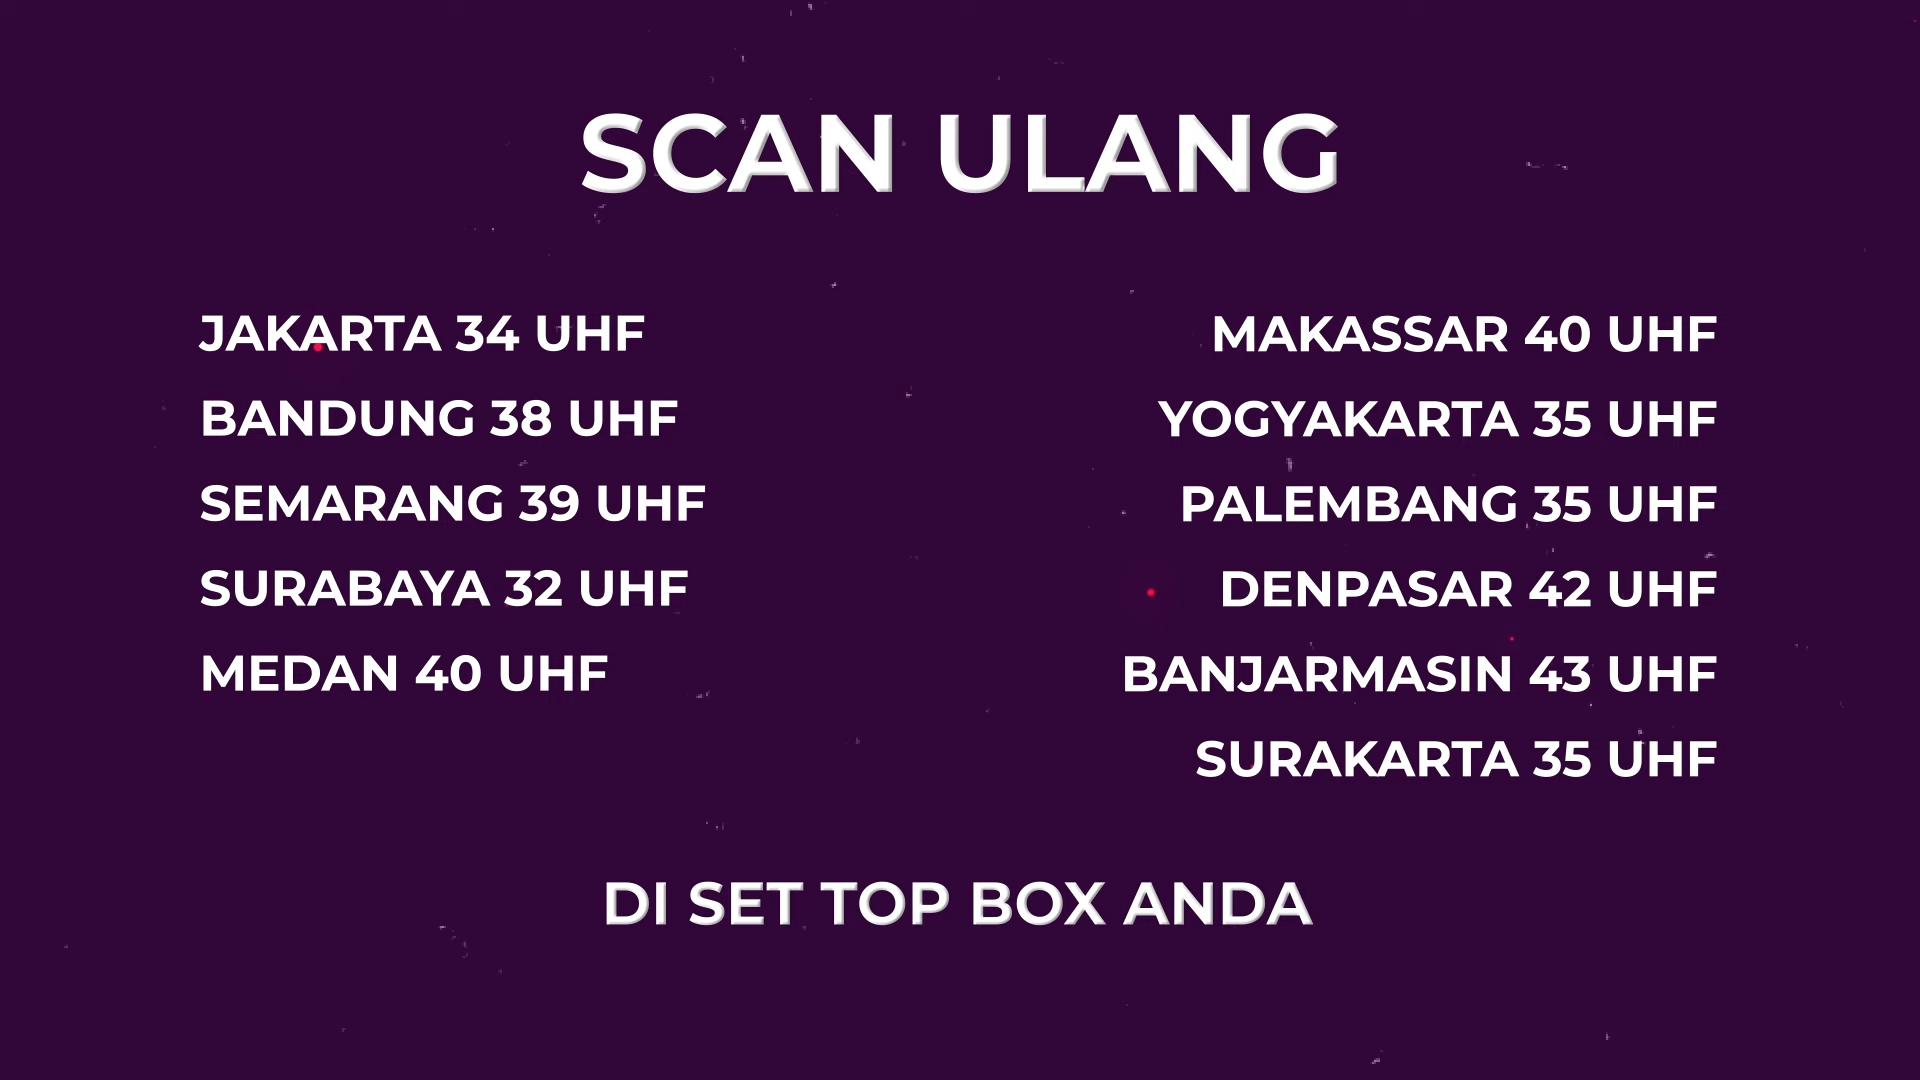 SCAN ULANG
JAKARTA 34 UHF
BANDUNG 38 UHF
SEMARANG 39 UHF
SURABAYA 32 UHF
MEDAN 40 UHF
MAKASSAR 40 UHF
YOGYAKARTA 35 UHF
PALEMBANG 35 UHF
DENPASAR 42 UHF
BANJARMASIN 43 UHF
SURAKARTA 35 UHF
DI SET TOP BOX ANDA